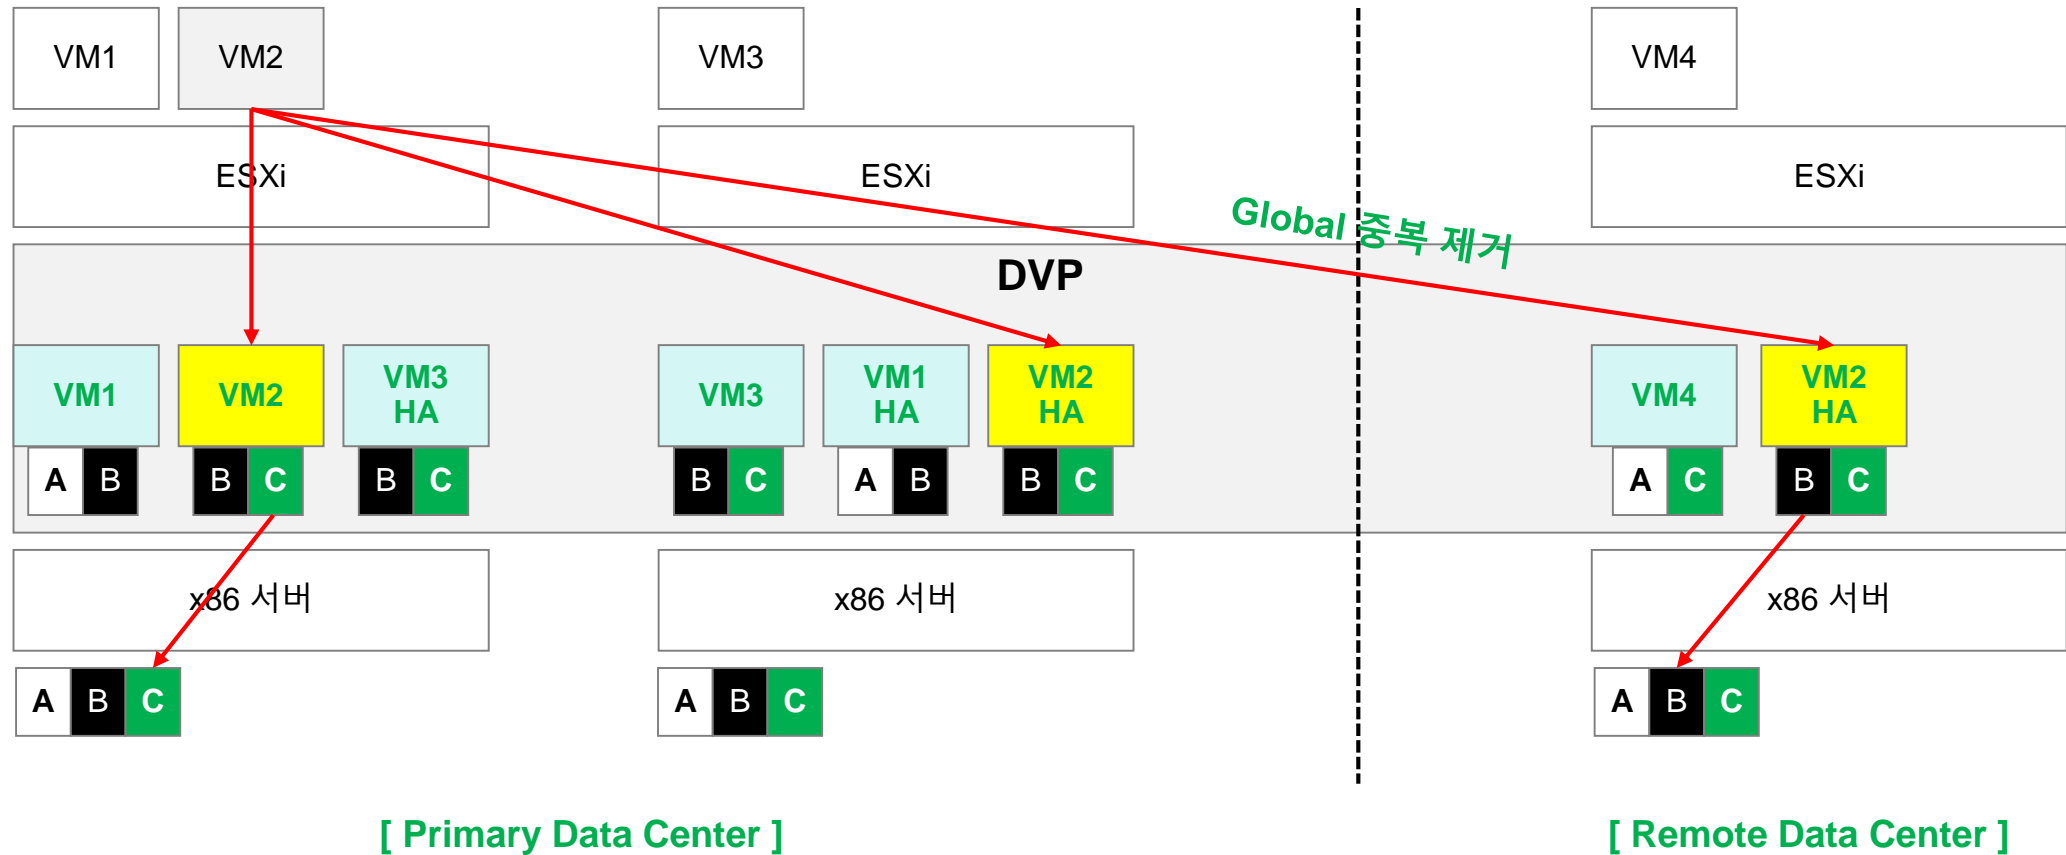 VM1
VM2
VM3
VM4
ESXi
ESXi
ESXi
Global 중복 제거
DVP
VM1
VM2
VM3
HA
VM3
VM1
HA
VM2
HA
VM4
VM2
HA
A B
B C
B C
B C
A B
B C
A C
B C
x86 서버
x86 서버
x86 서버
A B C
A B C
A B C
[ Primary Data Center ]
[ Remote Data Center ]